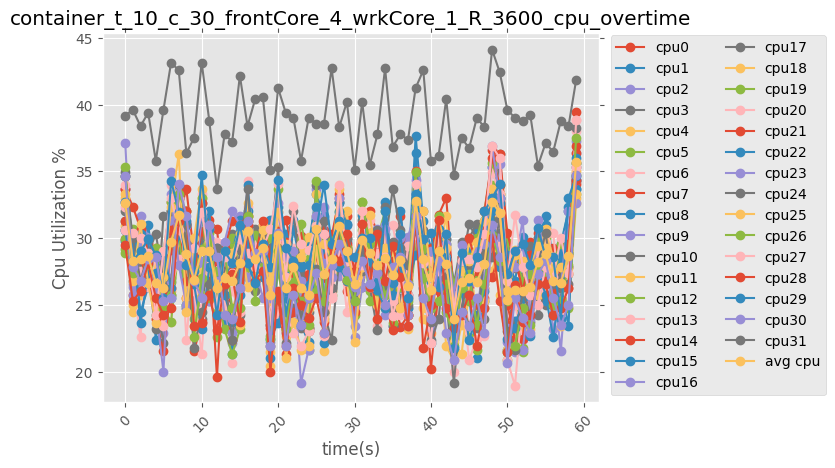 container_t_10_c_30_frontCore_4_wrkCore_1_R_3600_cpu_overtime
45
40
35
30
25
20
Cpu Utilization %
0
10
20
30
40
50
60
time(s)
cpu0
cpu1
cpu2
cpu3
cpu4
cpu5
cpu6
cpu7
cpu8
cpu9
cpu10
cpu11
cpu12
cpu13
cpu14
cpu15
cpu16
cpu17
cpu18
cpu19
cpu20
cpu21
cpu22
cpu23
cpu24
cpu25
cpu26
cpu27
cpu28
cpu29
cpu30
cpu31
avg cpu